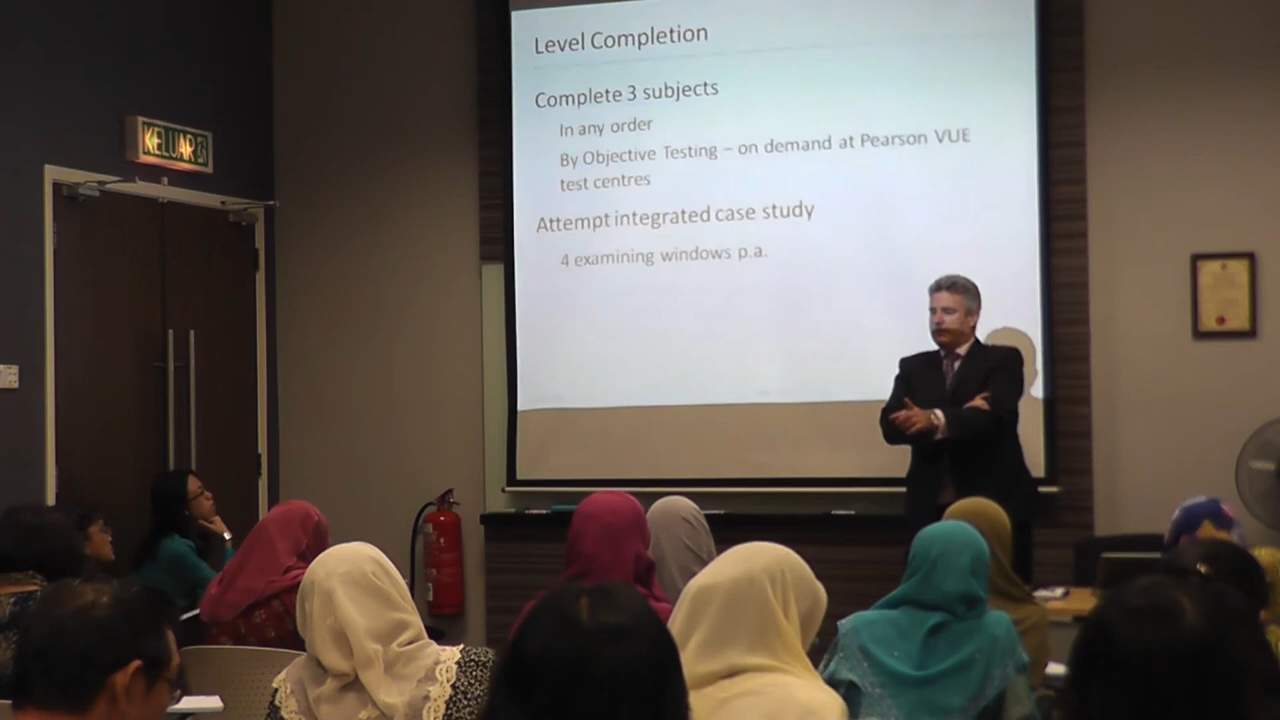 Level Completion
Complete 3 subjects
In any order
By Objective Testing – on demand at Pearson VUE
test centres
Attempt integrated case study
4 examining windows p.a.
KELUAR